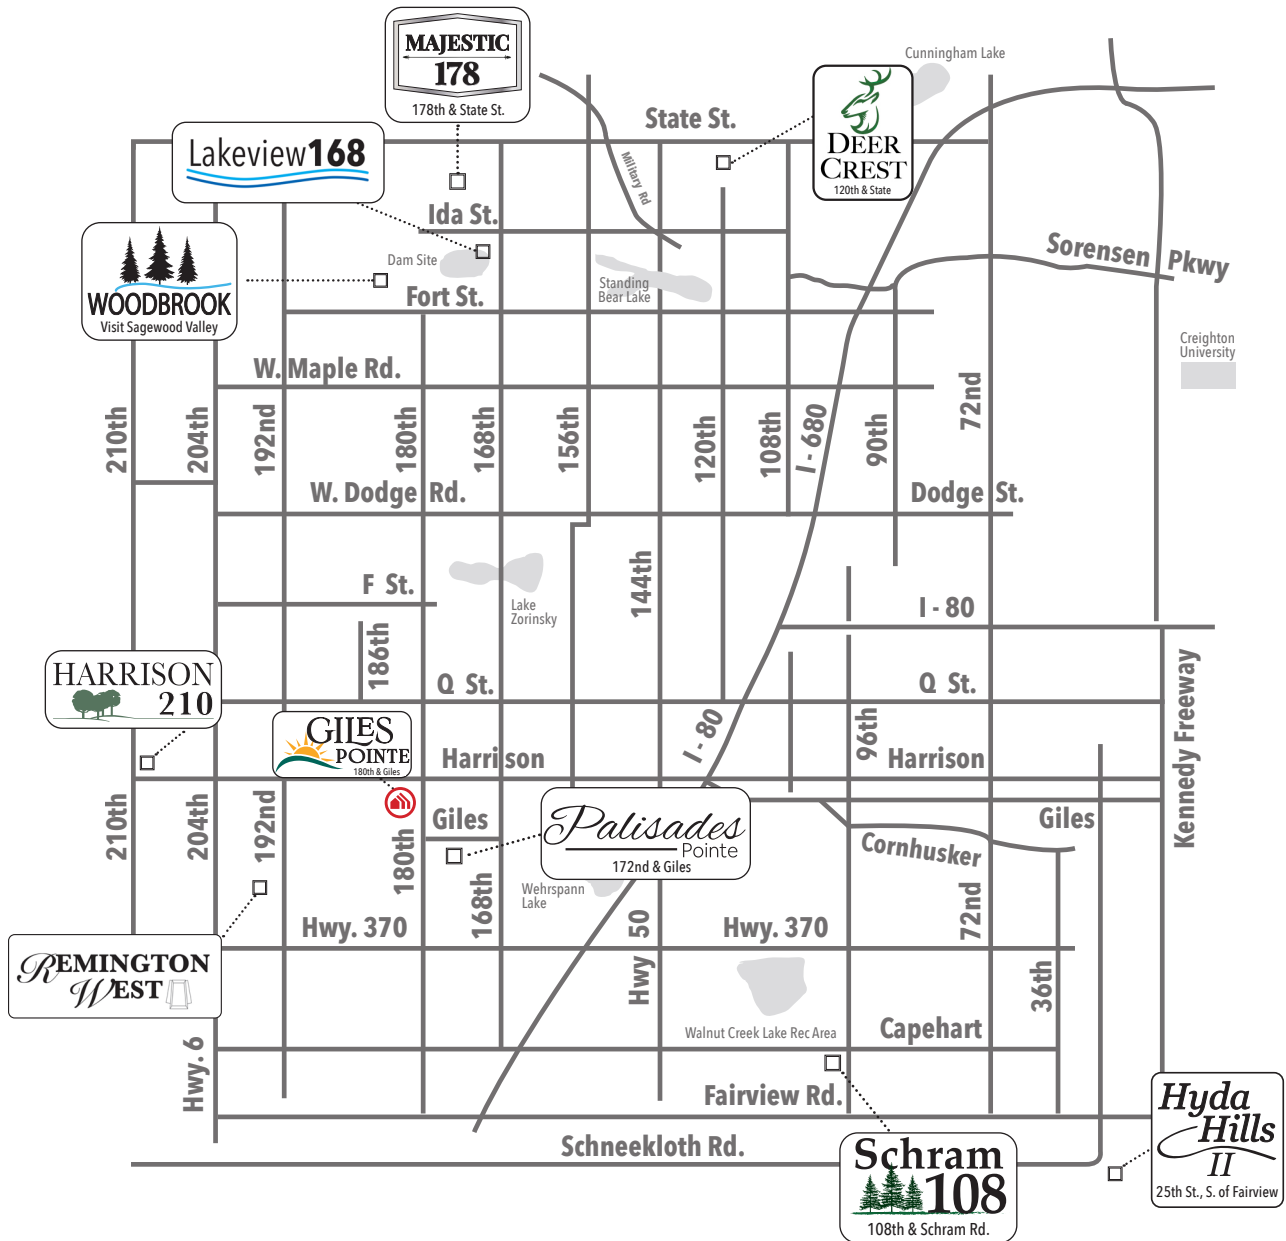 MAJESTIC
178
178th & State St.
Cunningham Lake
State St.
DEER
CREST
120th & State
Lakeview168
Military Rd
Ida St.
WOODBROOK
Visit Sagewood Valley
Dam Site
Standing
Bear Lake
Sorensen Pkwy
Fort St.
Creighton
University
W. Maple Rd.
210th
204th
192nd
180th
168th
156th
120th
108th
I - 680
90th
72nd
W. Dodge Rd.
Dodge St.
F St.
Lake
Zorinsky
144th
I - 80
186th
Q St.
Q St.
HARRISON
210
GILES
POINTE
180th & Giles
Harrison
I - 80
96th
Harrison
Kennedy Freeway
210th
204th
192nd
180th
Giles
Palisades
Pointe
172nd & Giles
Giles
Cornhusker
168th
Wehrspann
Lake
72nd
Hwy. 370
Hwy 50
Hwy. 370
REMINGTON
WEST
36th
Walnut Creek Lake Rec Area
Capehart
Hwy. 6
Fairview Rd.
Schneekloth Rd.
Schram
108
108th & Schram Rd.
Hyda
Hills
II
25th St., S. of Fairview